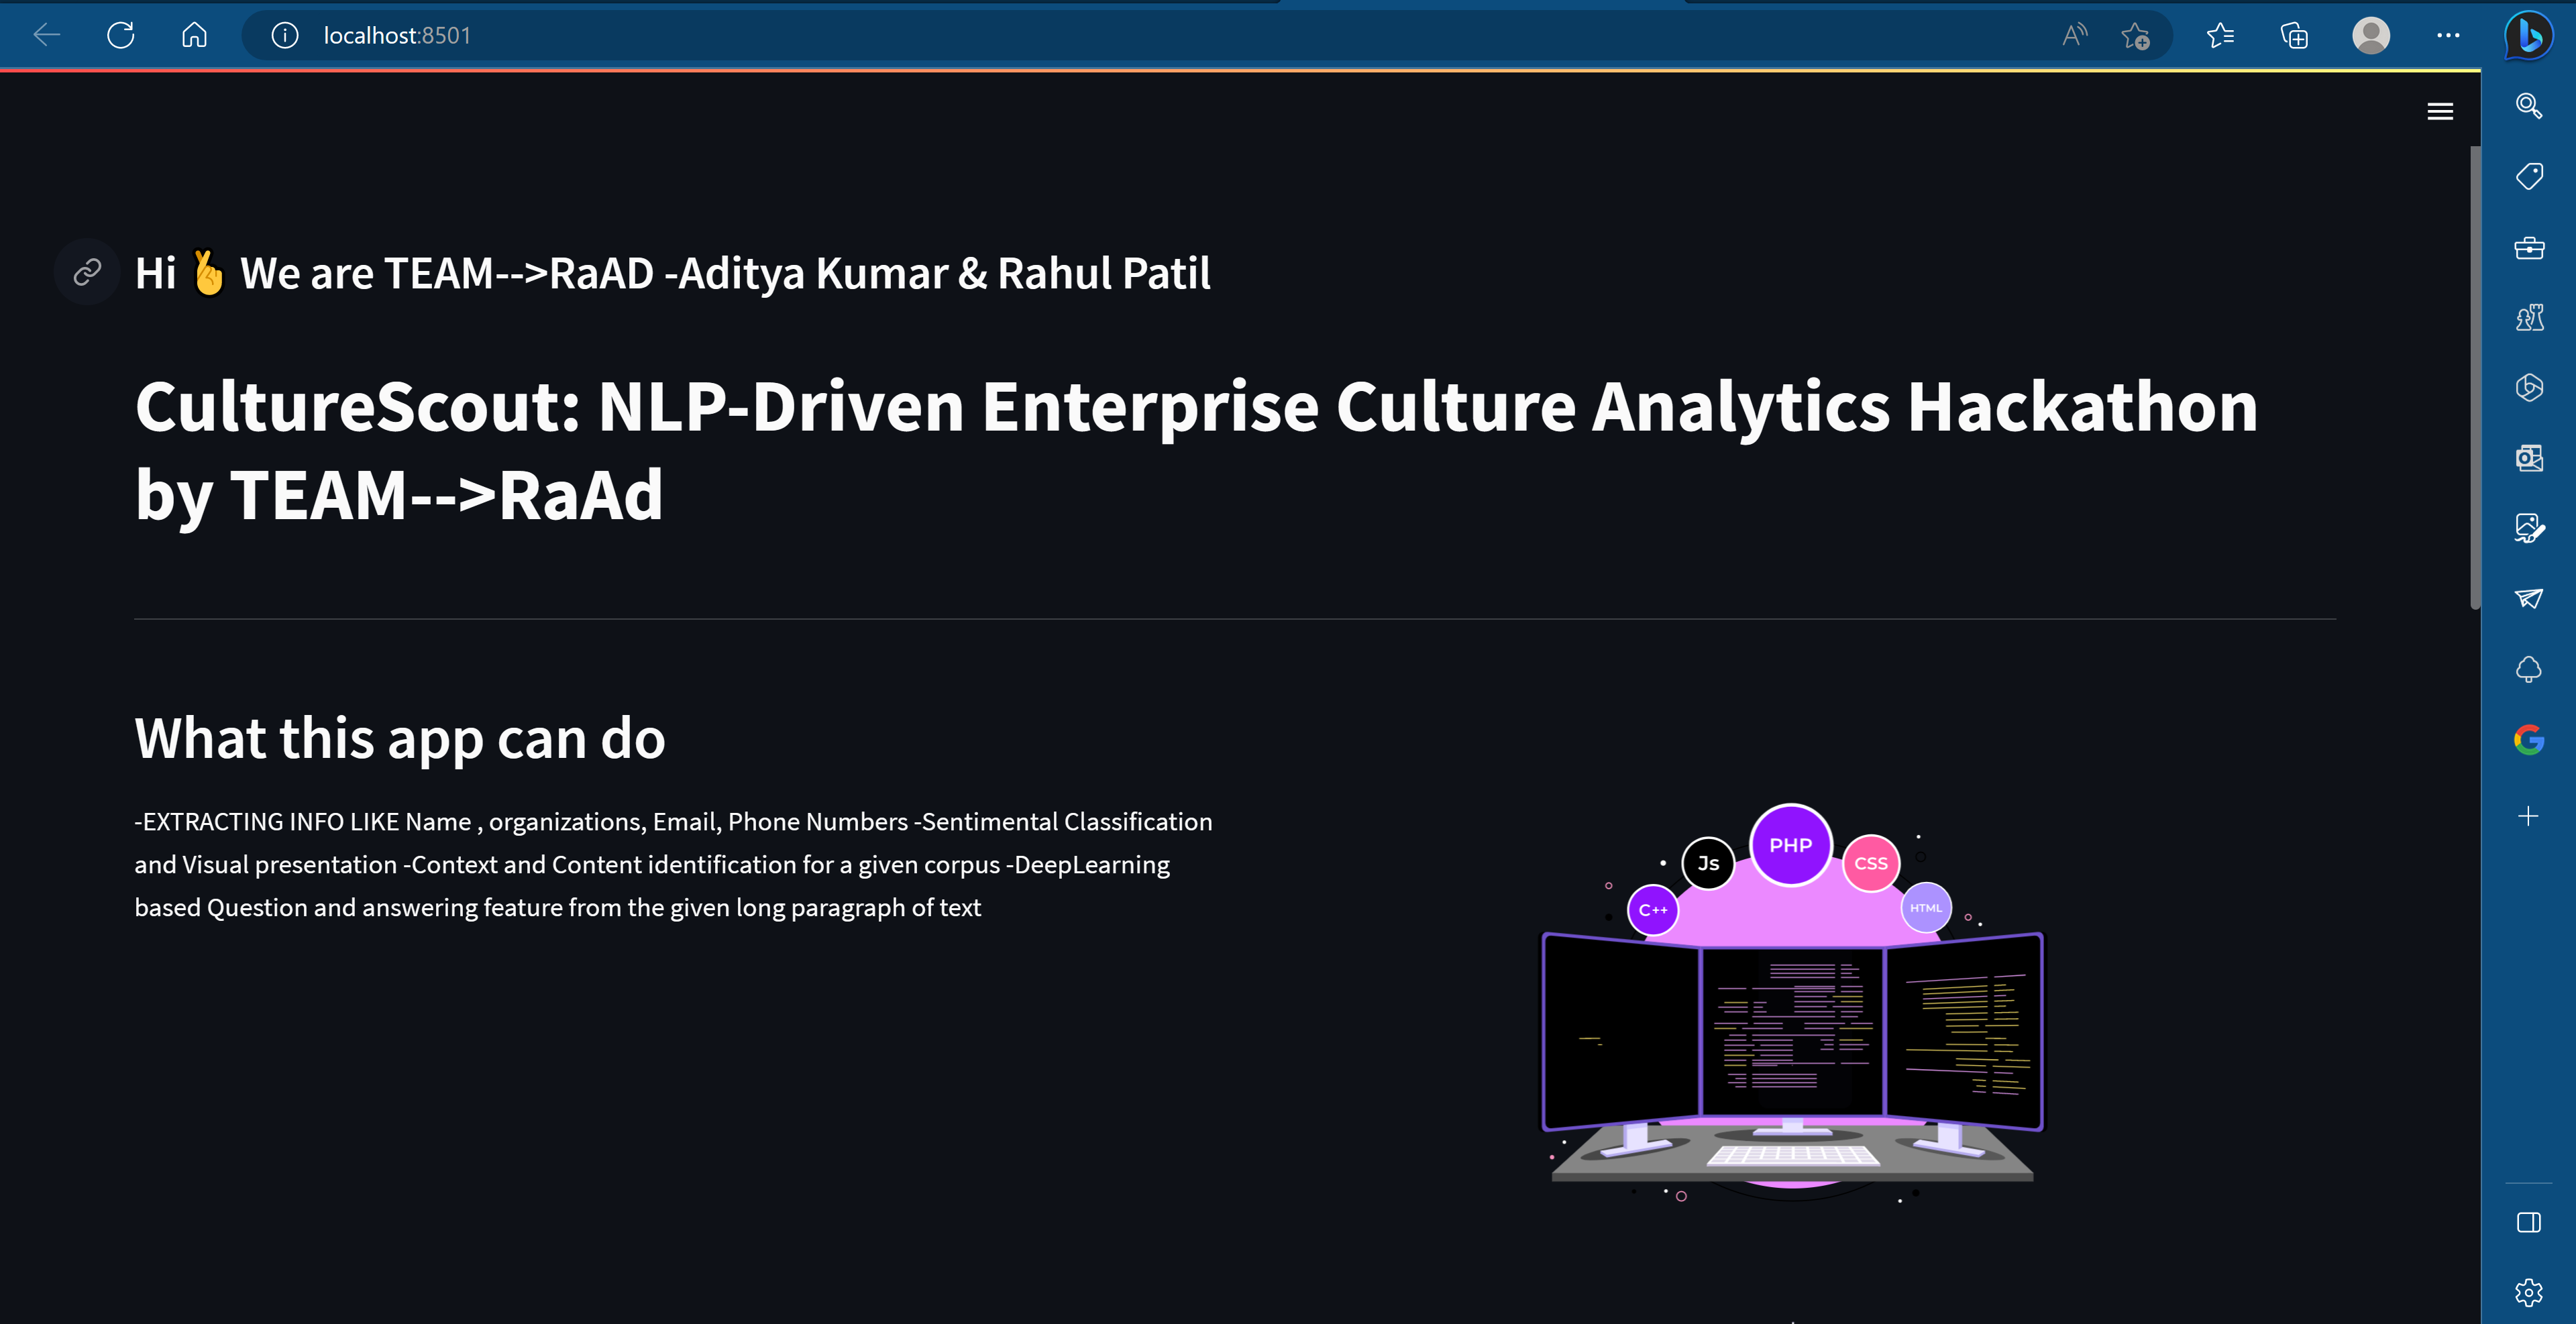 localhost:8501
Hi 🤞 We are TEAM-->RaAD -Aditya Kumar & Rahul Patil
CultureScout: NLP-Driven Enterprise Culture Analytics Hackathon
by TEAM-->RaAd
What this app can do
-EXTRACTING INFO LIKE Name , organizations, Email, Phone Numbers -Sentimental Classification
and Visual presentation -Context and Content identification for a given corpus -DeepLearning
based Question and answering feature from the given long paragraph of text
PHP
Js
CSS
C++
HTML